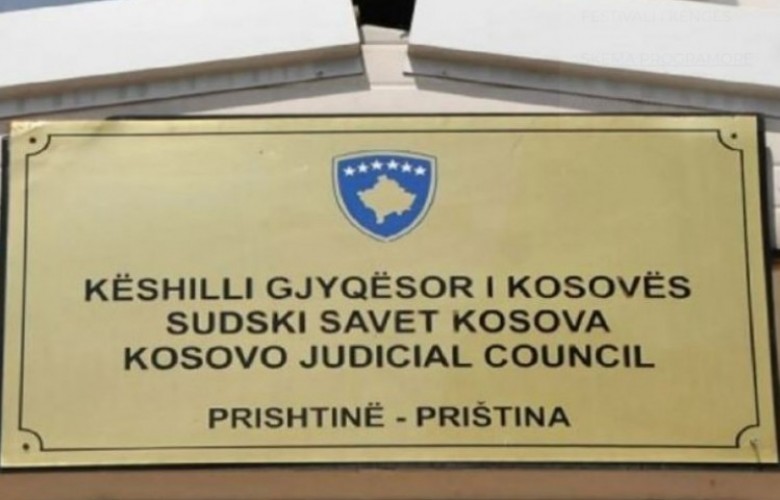 KËSHILLI GJYQËSOR I KOSOVËS
SUDSKI SAVET KOSOVA
KOSOVO JUDICIAL COUNCIL
PRISHTINË - PRIŠTINA